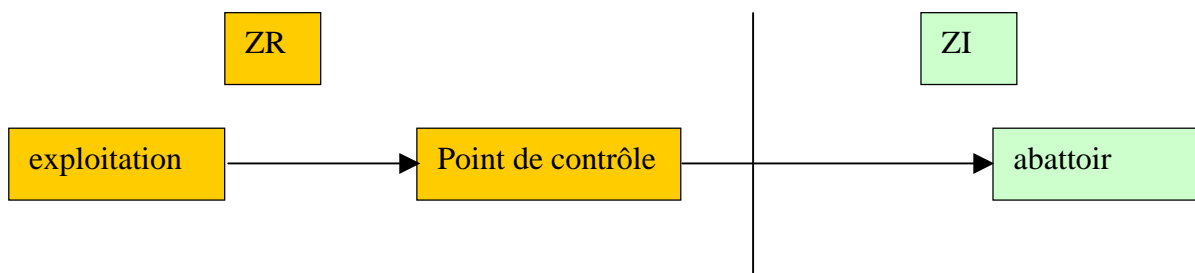 ZR
ZI
exploitation
Point de contrôle
abattoir